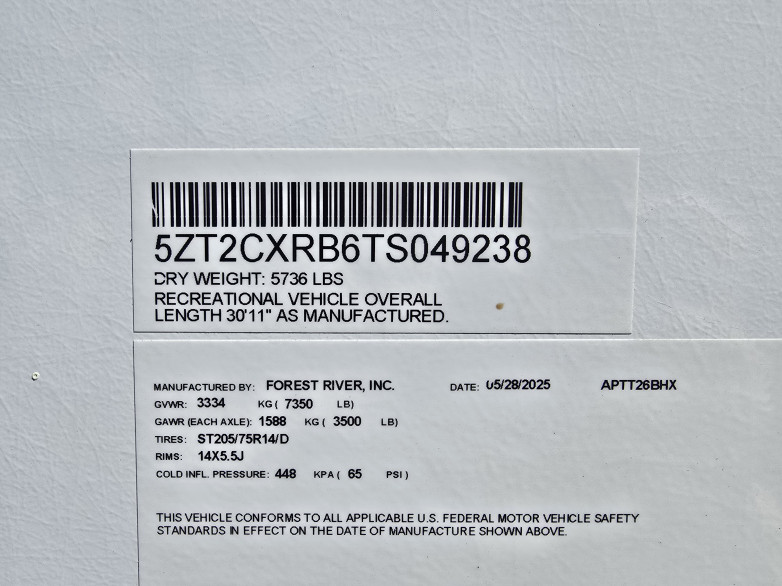 5ZT2CXRB6TS049238
DRY WEIGHT: 5736 LBS
RECREATIONAL VEHICLE OVERALL
LENGTH 30'11" AS MANUFACTURED.
MANUFACTURED BY: FOREST RIVER, INC. DATE: 05/28/2025 APTT26BHX
GVWR: 3334 KG ( 7350 LB)
GAWR (EACH AXLE): 1588 KG ( 3500 LB)
TIRES: ST205/75R14/D
RIMS: 14X5.5J
COLD INFL. PRESSURE: 448 KPA ( 65 PSI )
THIS VEHICLE CONFORMS TO ALL APPLICABLE U.S. FEDERAL MOTOR VEHICLE SAFETY
STANDARDS IN EFFECT ON THE DATE OF MANUFACTURE SHOWN ABOVE.